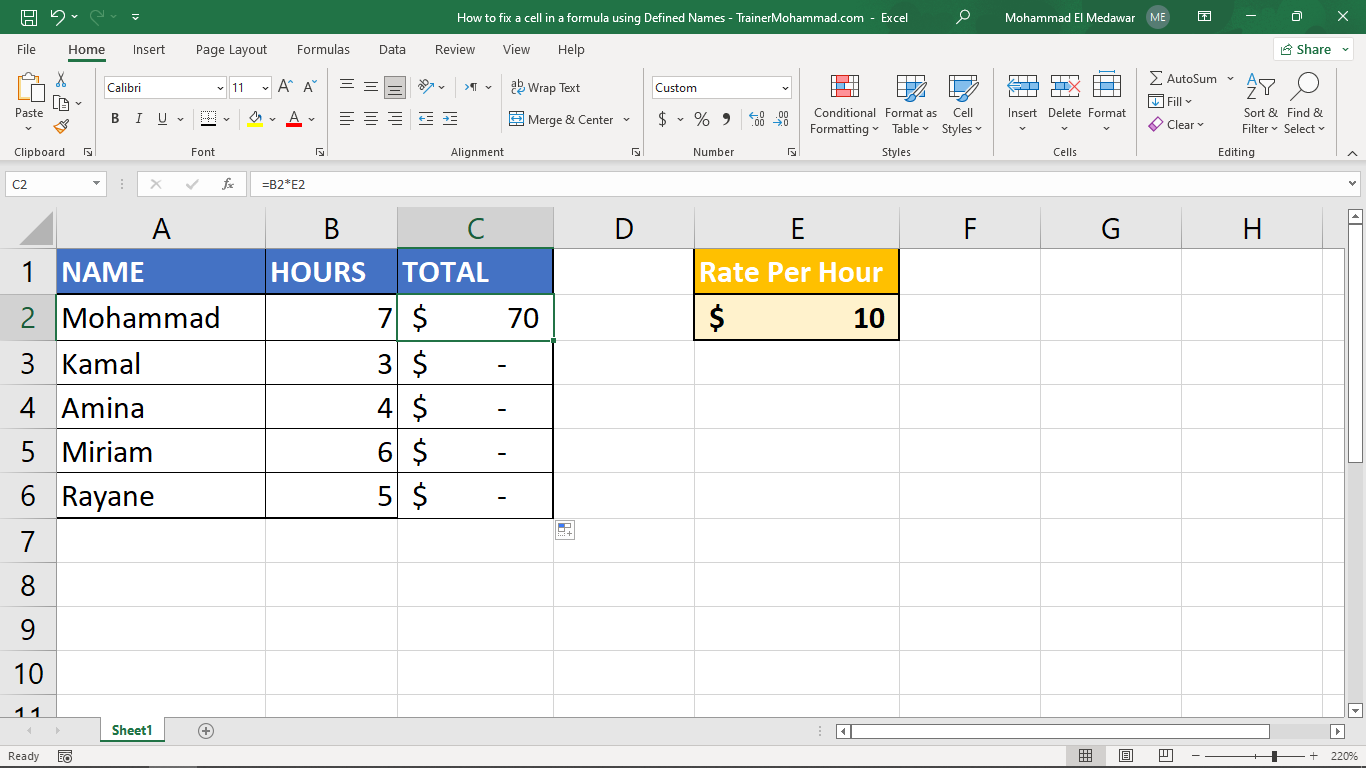 How to fix a cell in a formula using Defined Names - TrainerMohammad.com - Excel
Mohammad El Medawar ME
File Home Insert Page Layout Formulas Data Review View Help Share
Paste
Clipboard
Calibri 11 A A
B I U A
Font
ab Wrap Text
Merge & Center
Alignment
Custom
$ % 9 .00 .00
Number
Conditional Formatting
Format as Table
Cell Styles
Styles
Insert Delete Format
Cells
AutoSum
Fill
Clear
Sort & Filter
Find & Select
Editing
C2 fx =B2*E2
A B C D E F G H
1 NAME HOURS TOTAL Rate Per Hour
2 Mohammad 7 $ 70 $ 10
3 Kamal 3 $ -
4 Amina 4 $ -
5 Miriam 6 $ -
6 Rayane 5 $ -
7
8
9
10
11
Sheet1
Ready 220%